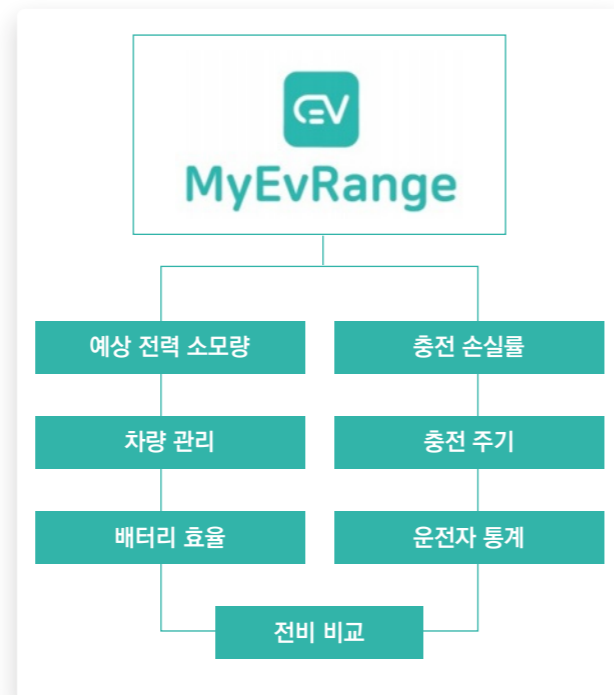 MyEvRange
예상 전력 소모량
충전 손실률
차량 관리
충전 주기
배터리 효율
운전자 통계
전비 비교